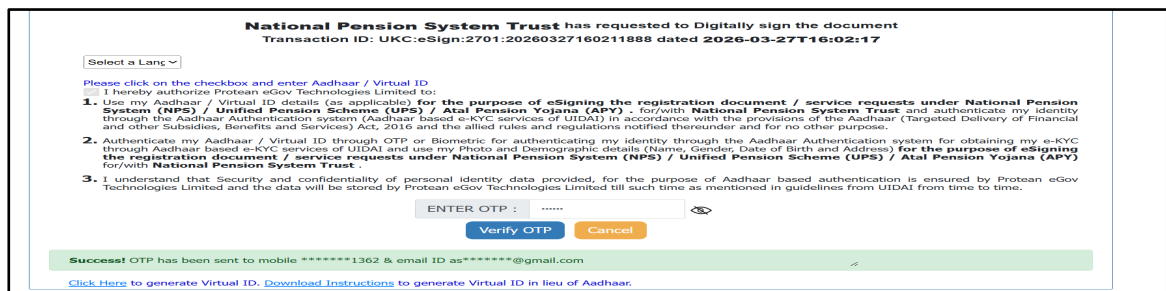 National Pension System Trust has requested to Digitally sign the document
Transaction ID: UKC:eSign:2701:20260327160211888 dated 2026-03-27T16:02:17
Select a Lang
Please click on the checkbox and enter Aadhaar / Virtual ID
I hereby authorize Protean eGov Technologies Limited to:
1. Use my Aadhaar / Virtual ID details (as applicable) for the purpose of eSigning the registration document / service requests under National Pension
System (NPS) / Unified Pension Scheme (UPS) / Atal Pension Yojana (APY) . for/with National Pension System Trust and authenticate my identity
through the Aadhaar Authentication system (Aadhaar based e-KYC services of UIDAI) in accordance with the provisions of the Aadhaar (Targeted Delivery of Financial
and other Subsidies, Benefits and Services) Act, 2016 and the allied rules and regulations notified thereunder and for no other purpose.
2. Authenticate my Aadhaar / Virtual ID through OTP or Biometric for authenticating my identity through the Aadhaar Authentication system for obtaining my e-KYC
through Aadhaar based e-KYC services of UIDAI and use my Photo and Demographic details (Name, Gender, Date of Birth and Address) for the purpose of eSigning
the registration document / service requests under National Pension System (NPS) / Unified Pension Scheme (UPS) / Atal Pension Yojana (APY)
for/with National Pension System Trust .
3. I understand that Security and confidentiality of personal identity data provided, for the purpose of Aadhaar based authentication is ensured by Protean eGov
Technologies Limited and the data will be stored by Protean eGov Technologies Limited till such time as mentioned in guidelines from UIDAI from time to time.
ENTER OTP : ······
Verify OTP Cancel
Success! OTP has been sent to mobile *******1362 & email ID as*******@gmail.com
Click Here to generate Virtual ID. Download Instructions to generate Virtual ID in lieu of Aadhaar.